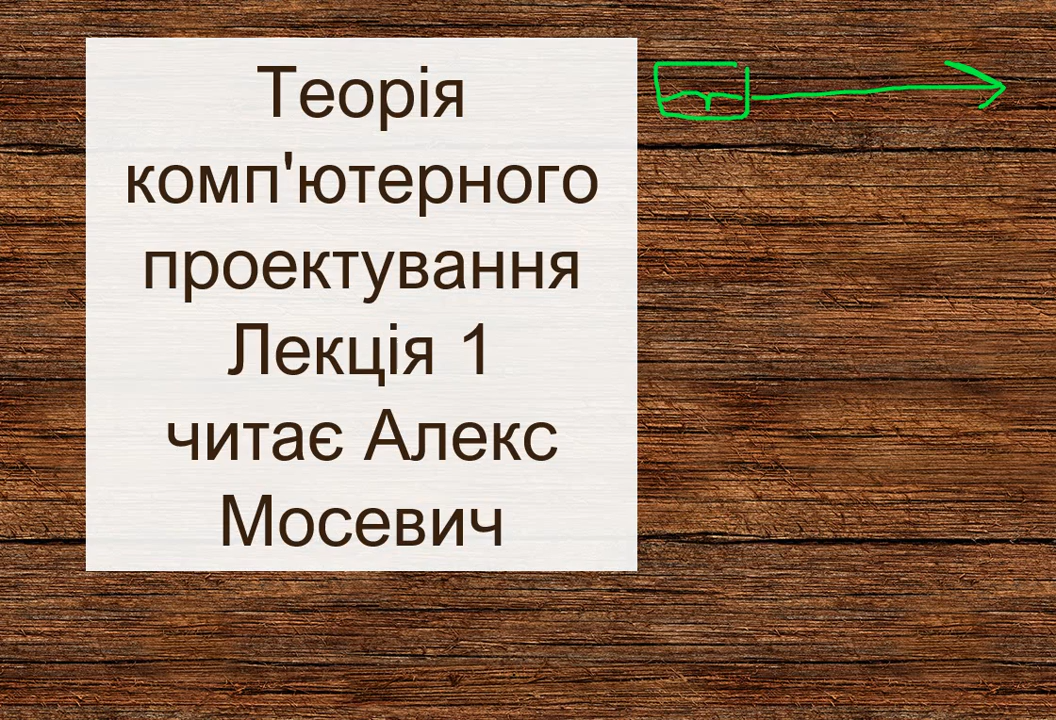 Теорія
комп'ютерного
проектування
Лекція 1
читає Алекс
Мосевич